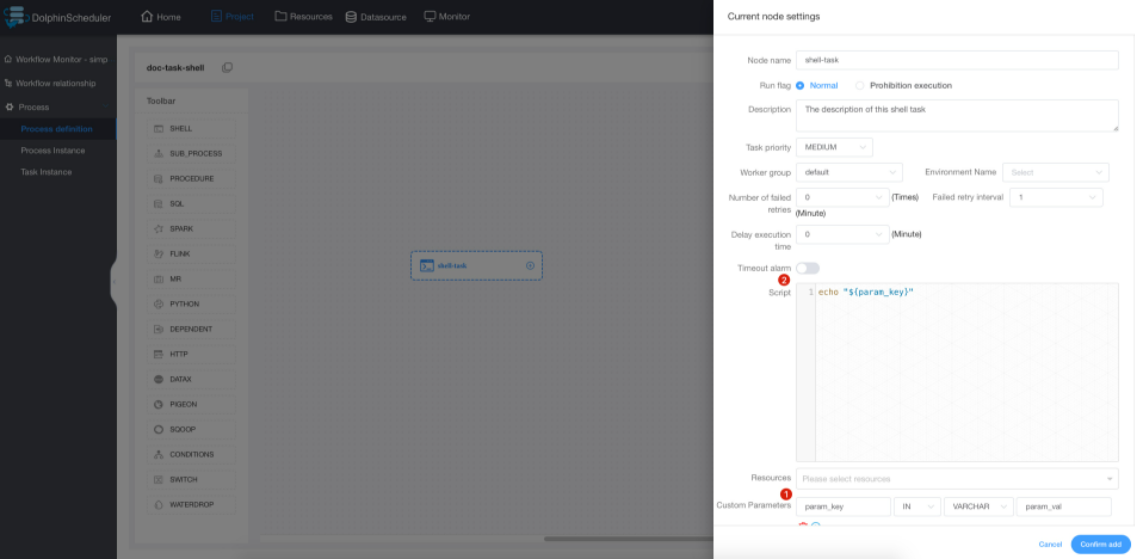 DolphinScheduler
Home
Project
Resources
Datasource
Monitor
Workflow Monitor - simp
Workflow relationship
Process
Process definition
Process Instance
Task Instance
doc-task-shell
Toolbar
SHELL
SUB_PROCESS
PROCEDURE
SQL
SPARK
FLINK
MR
PYTHON
DEPENDENT
HTTP
DATAX
PIGEON
SQOOP
CONDITIONS
SWITCH
WATERDROP
shell-task
Current node settings
Node name shell-task
Run flag Normal Prohibition execution
Description The description of this shell task
Task priority MEDIUM
Worker group default Environment Name Select
Number of failed retries 0 (Times) Failed retry interval 1
(Minute)
Delay execution time 0 (Minute)
Timeout alarm
2
Script 1 echo "${param_key}"
Resources Please select resources
1
Custom Parameters param_key IN VARCHAR param_val
Cancel Confirm add